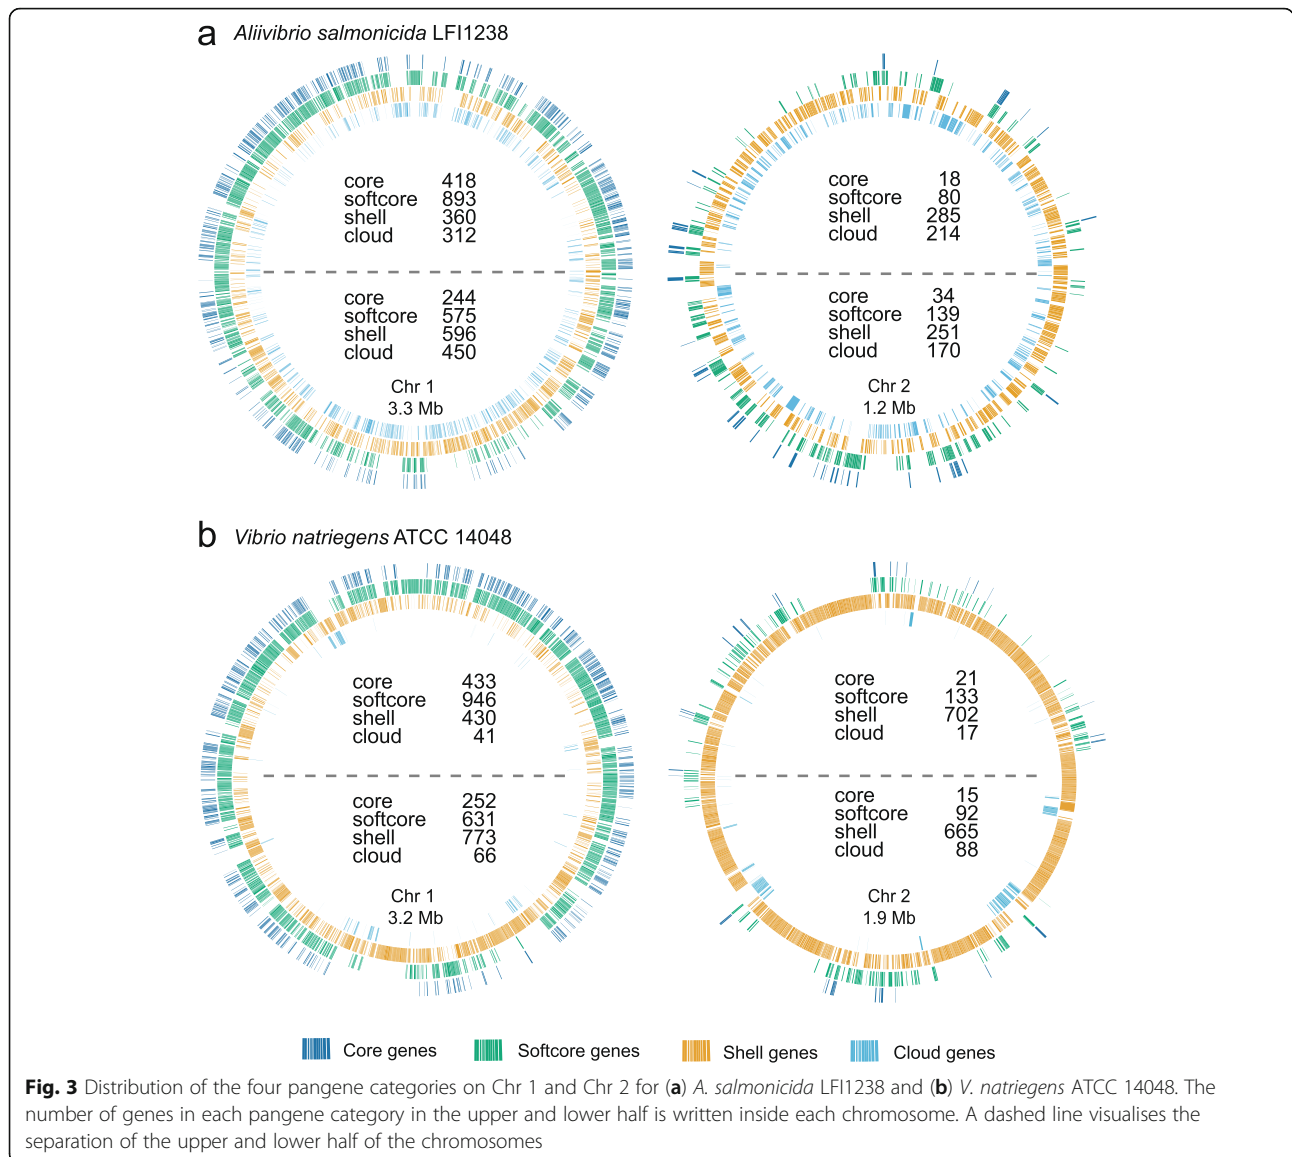 a Aliivibrio salmonicida LFI1238
core 418
softcore 893
shell 360
cloud 312
core 244
softcore 575
shell 596
cloud 450
Chr 1
3.3 Mb
core 18
softcore 80
shell 285
cloud 214
core 34
softcore 139
shell 251
cloud 170
Chr 2
1.2 Mb
b Vibrio natriegens ATCC 14048
core 433
softcore 946
shell 430
cloud 41
core 252
softcore 631
shell 773
cloud 66
Chr 1
3.2 Mb
core 21
softcore 133
shell 702
cloud 17
core 15
softcore 92
shell 665
cloud 88
Chr 2
1.9 Mb
Core genes Softcore genes Shell genes Cloud genes
Fig. 3 Distribution of the four pangene categories on Chr 1 and Chr 2 for (a) A. salmonicida LFI1238 and (b) V. natriegens ATCC 14048. The
number of genes in each pangene category in the upper and lower half is written inside each chromosome. A dashed line visualises the
separation of the upper and lower half of the chromosomes